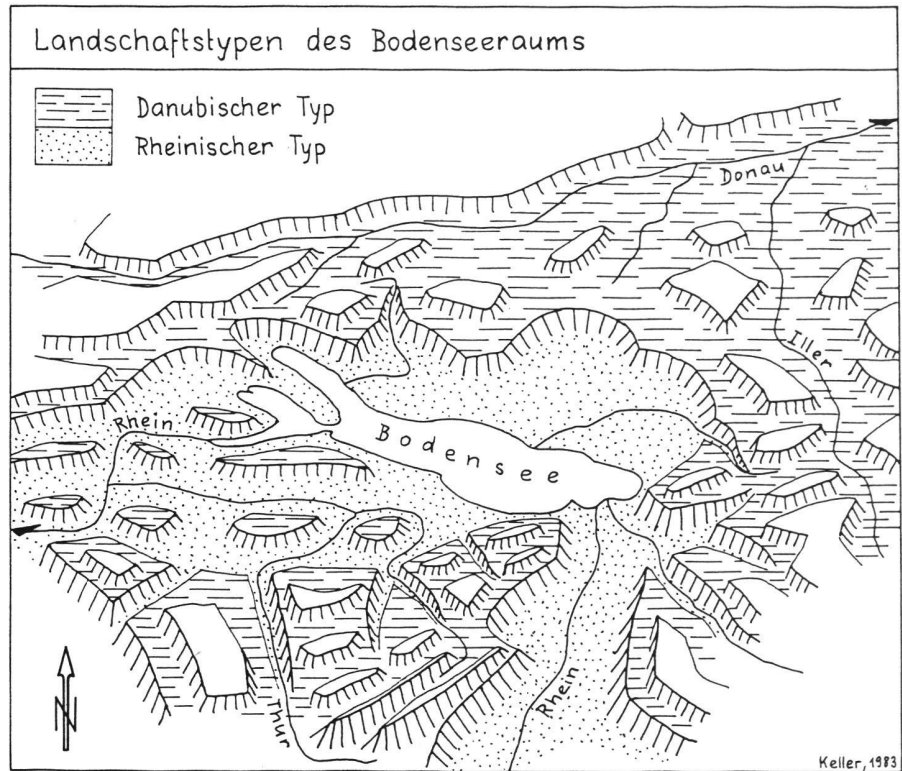 Landschaftstypen des Bodenseeraums
Danubischer Typ
Rheinischer Typ
Donau
Iller
Rhein
Bodensee
Rhein
Thur
N
Keller, 1983